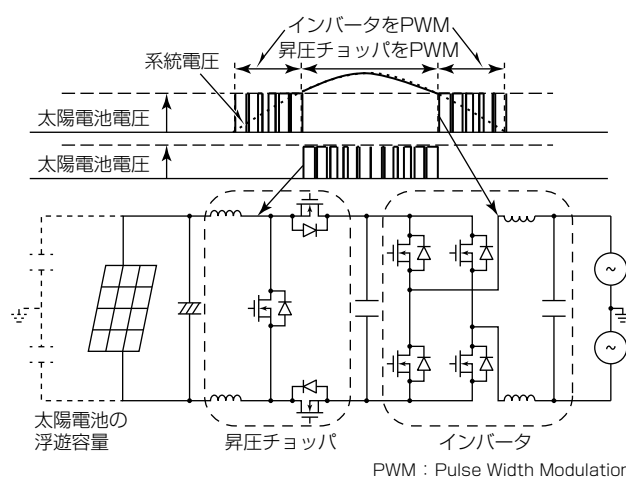 インバータをPWM
昇圧チョッパをPWM
系統電圧
太陽電池電圧
太陽電池電圧
~
~
太陽電池の
浮遊容量
昇圧チョッパ
インバータ
PWM：Pulse Width Modulation